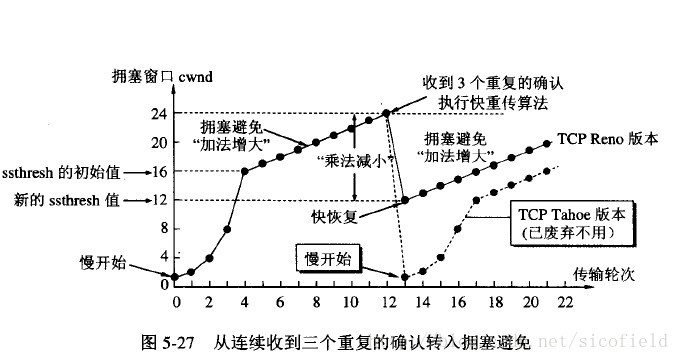 拥塞窗口 cwnd
收到 3 个重复的确认
执行快重传算法
24
20
16
12
8
4
0
拥塞避免
“加法增大”
“乘法减小”
拥塞避免
“加法增大”
TCP Reno 版本
ssthresh 的初始值
新的 ssthresh 值
快恢复
TCP Tahoe 版本
(已废弃不用)
慢开始
慢开始
传输轮次
0 2 4 6 8 10 12 14 16 18 20 22
图 5-27 从连续收到三个重复的确认转入拥塞避免
net/sicofield